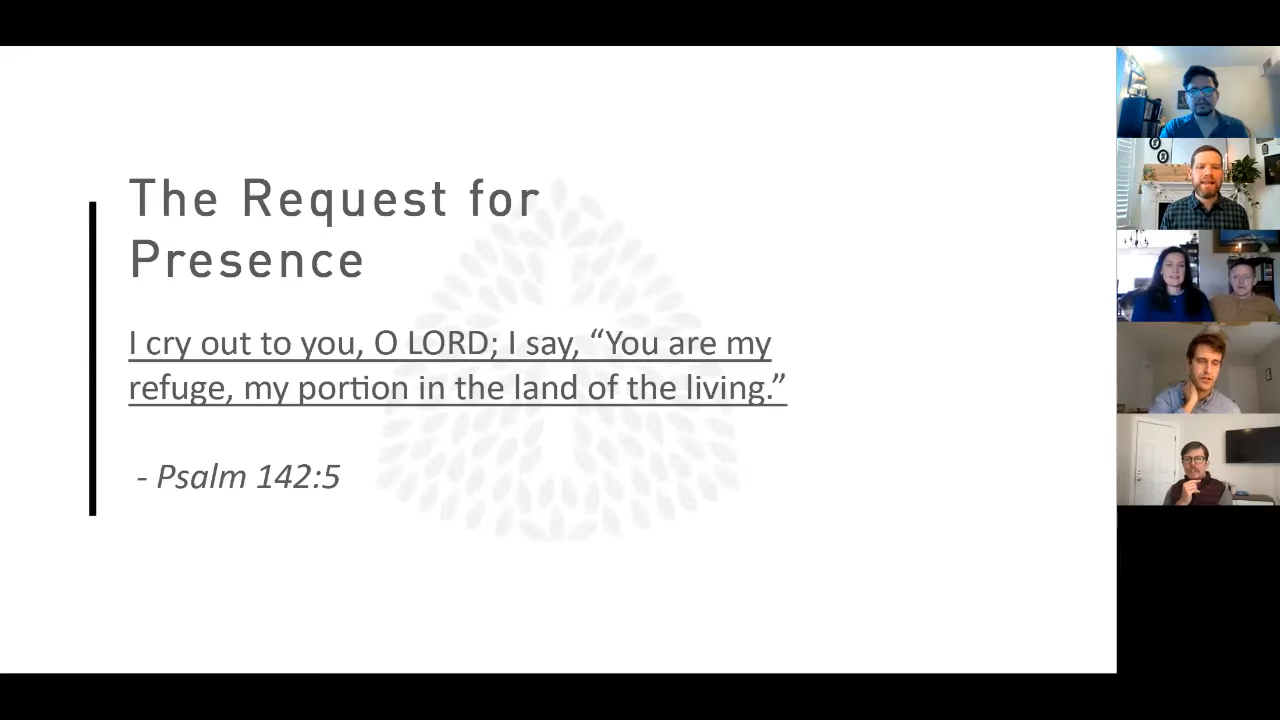 The Request for
Presence
I cry out to you, O LORD; I say, “You are my
refuge, my portion in the land of the living.”
- Psalm 142:5